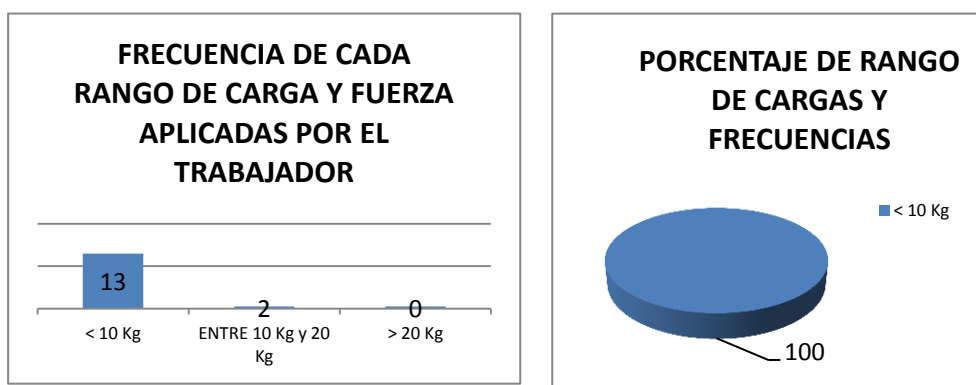 FRECUENCIA DE CADA
RANGO DE CARGA Y FUERZA
APLICADAS POR EL
TRABAJADOR
13
2
0
< 10 Kg
ENTRE 10 Kg y 20
Kg
> 20 Kg
PORCENTAJE DE RANGO
DE CARGAS Y
FRECUENCIAS
< 10 Kg
100